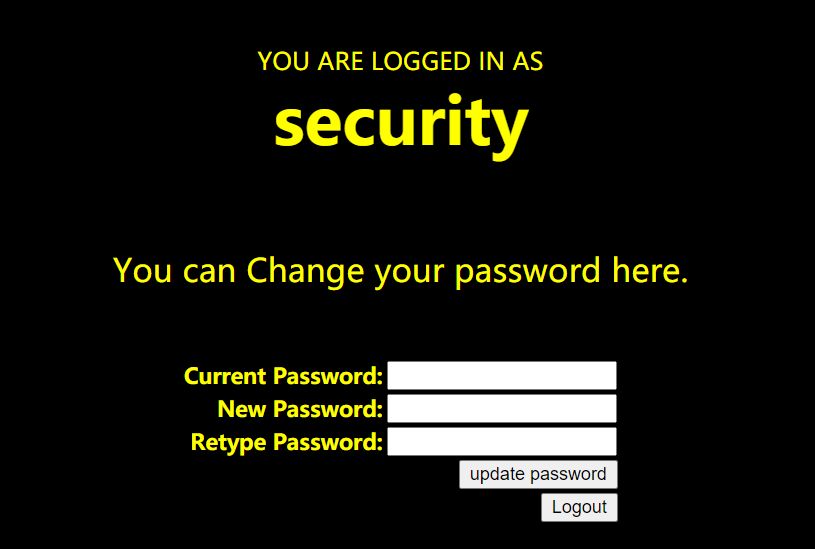 YOU ARE LOGGED IN AS
security
You can Change your password here.
Current Password:
New Password:
Retype Password:
update password
Logout